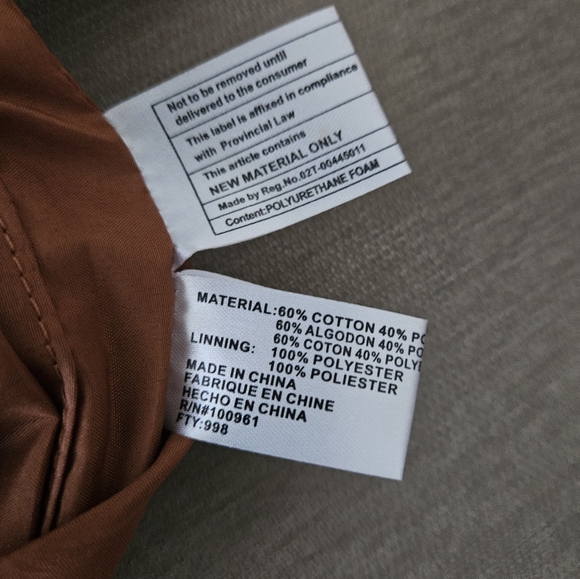 Not to be removed until
delivered to the consumer
This label is affixed in compliance
with Provincial Law
This article contains
NEW MATERIAL ONLY
Made by Reg.No.02T-00445011
Content:POLYURETHANE FOAM
MATERIAL:60% COTTON 40% PO
60% ALGODON 40% PO
60% COTON 40% POLY
LINNING: 100% POLYESTER
100% POLIESTER
MADE IN CHINA
FABRIQUE EN CHINE
HECHO EN CHINA
R/N#100961
FTY:998